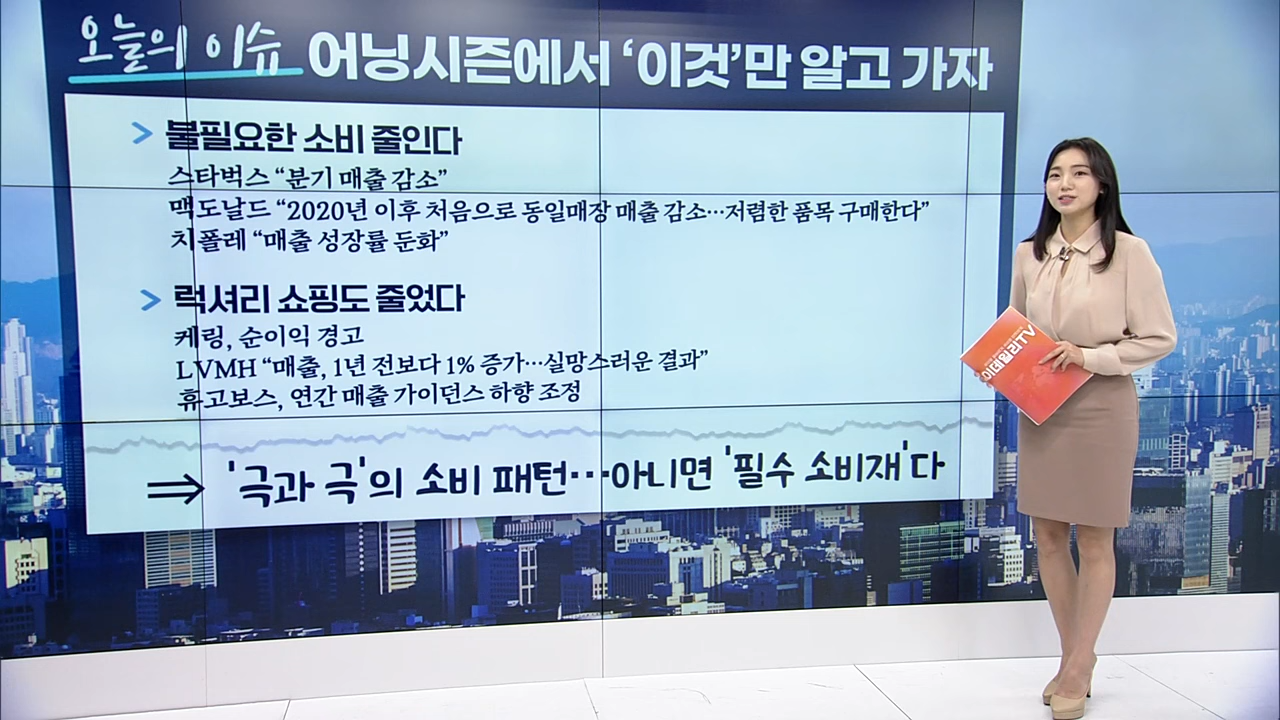 오늘의 이슈 어닝시즌에서 ‘이것’만 알고 가자
> 불필요한 소비 줄인다
스타벅스 “분기 매출 감소”
맥도날드 “2020년 이후 처음으로 동일매장 매출 감소…저렴한 품목 구매한다”
치폴레 “매출 성장률 둔화”
> 럭셔리 쇼핑도 줄었다
케링, 순이익 경고
LVMH “매출, 1년 전보다 1% 증가…실망스러운 결과”
휴고보스, 연간 매출 가이던스 하향 조정
⇒ '극과 극'의 소비 패턴…아니면 '필수 소비재'다
이데일리TV